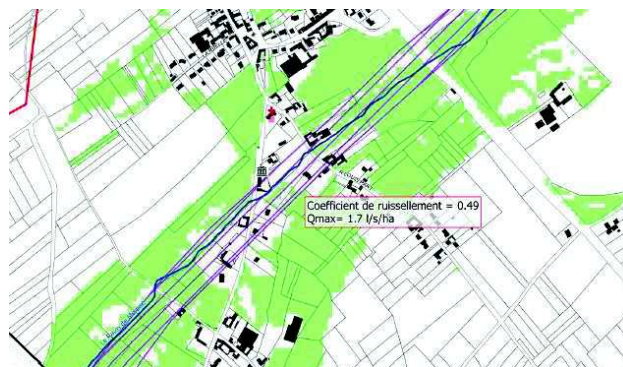 Coefficient de ruissellement = 0.49
Qmax= 1.7 l/s/ha